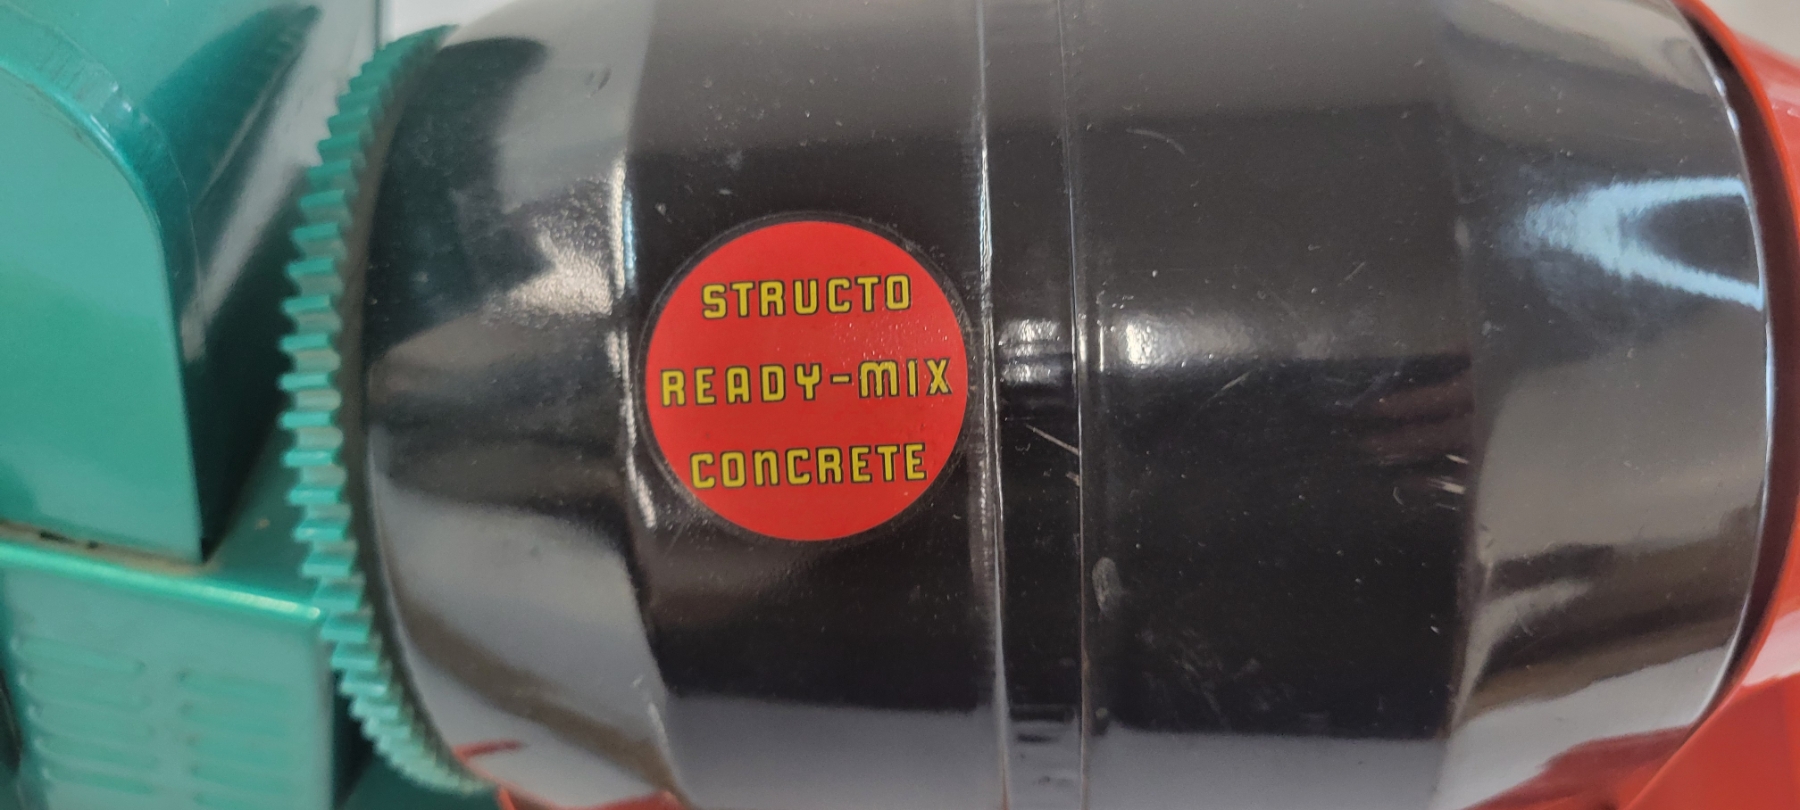 STRUCTO
READY-MIX
CONCRETE